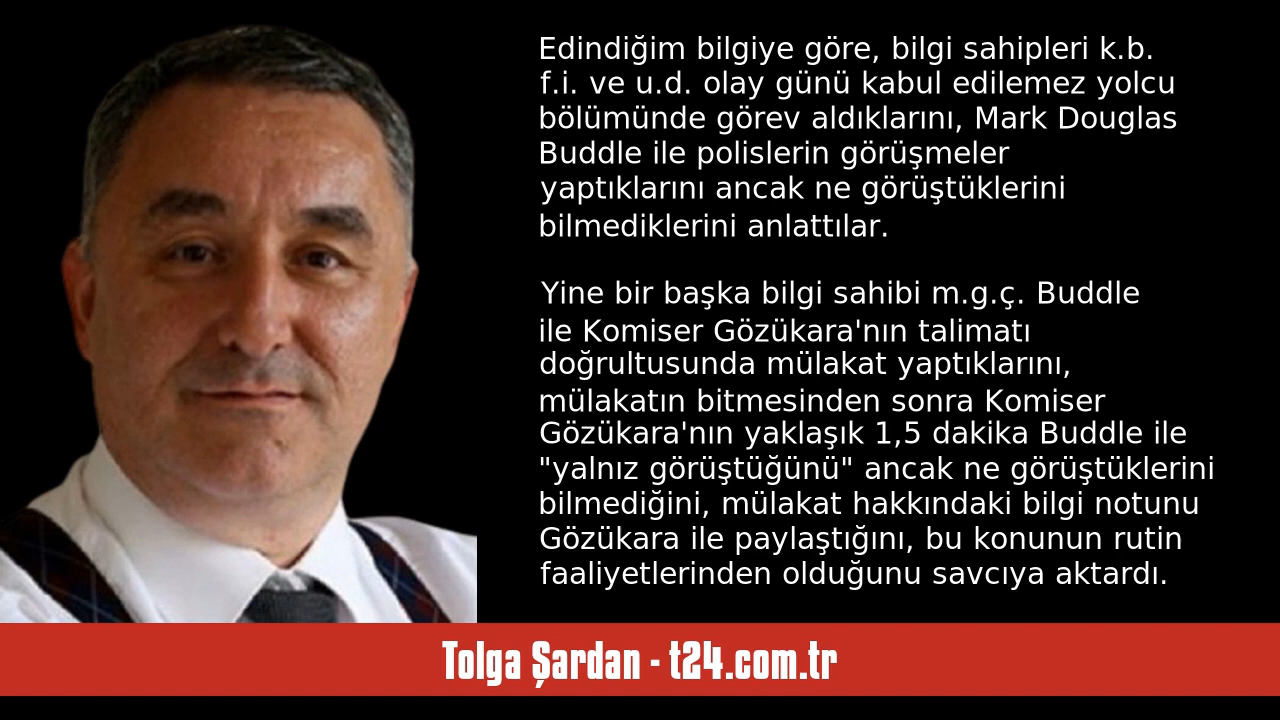 Edindiğim bilgiye göre, bilgi sahipleri k.b.
f.i. ve u.d. olay günü kabul edilemez yolcu
bölümünde görev aldıklarını, Mark Douglas
Buddle ile polislerin görüşmeler
yaptıklarını ancak ne görüştüklerini
bilmediklerini anlattılar.
Yine bir başka bilgi sahibi m.g.ç. Buddle
ile Komiser Gözükara'nın talimatı
doğrultusunda mülakat yaptıklarını,
mülakatın bitmesinden sonra Komiser
Gözükara'nın yaklaşık 1,5 dakika Buddle ile
"yalnız görüştüğünü" ancak ne görüştüklerini
bilmediğini, mülakat hakkındaki bilgi notunu
Gözükara ile paylaştığını, bu konunun rutin
faaliyetlerinden olduğunu savcıya aktardı.
Tolga Şardan - t24.com.tr